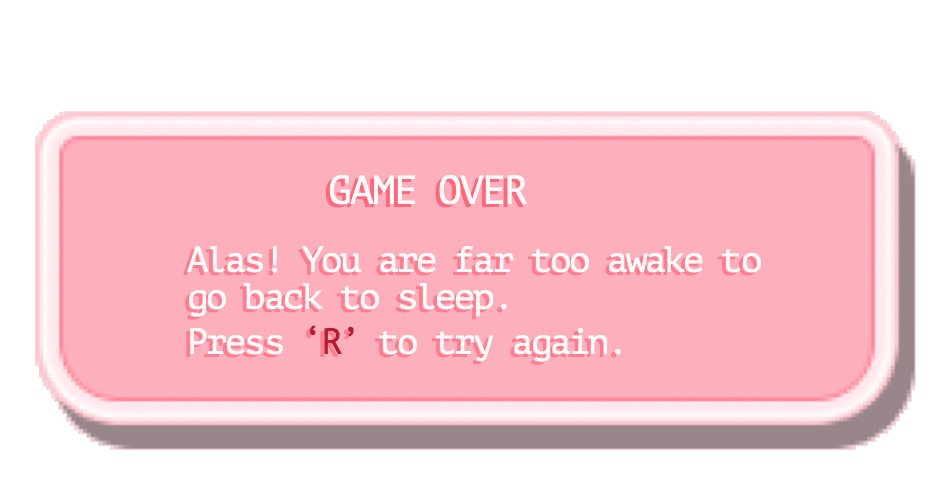 GAME OVER
Alas! You are far too awake to
go back to sleep.
Press ‘R’ to try again.